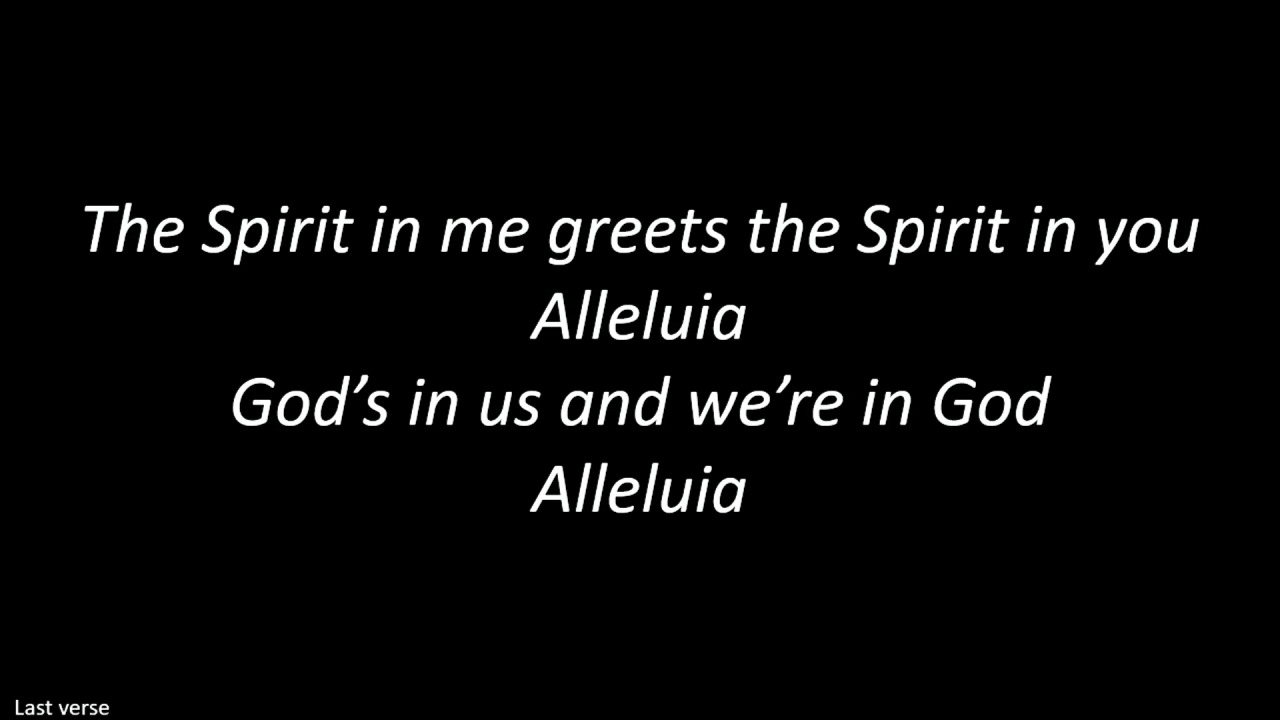 The Spirit in me greets the Spirit in you
Alleluia
God’s in us and we’re in God
Alleluia
Last verse